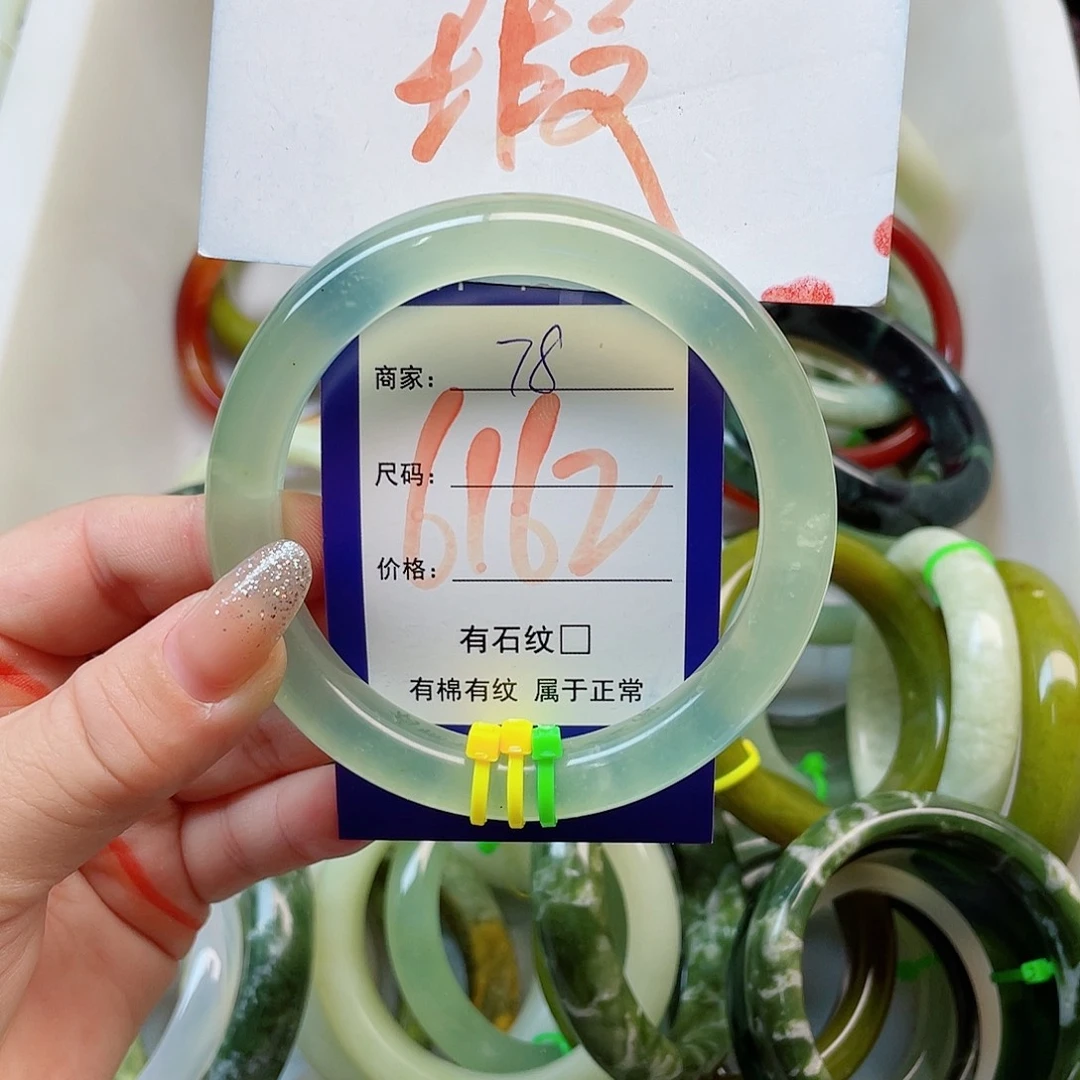 瑕
商家: 78
尺码:
6162
价格:
有石纹□
有棉有纹 属于正常